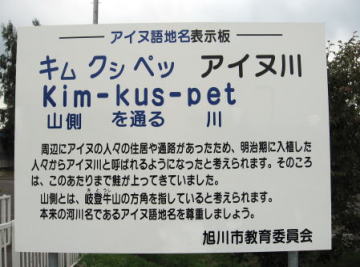 アイヌ語地名表示板
キム クシ ペッ アイヌ川
Kim-kus-pet
山側 を通る 川
周辺にアイヌの人々の住居や通路があったため、明治期に入植した
人々からアイヌ川と呼ばれるようになったと考えられます。そのころ
は、このあたりまで鮭が上ってきていました。
山側とは、岐登牛山の方角を指していると考えられます。
本来の河川名であるアイヌ語地名を尊重しましょう。
旭川市教育委員会